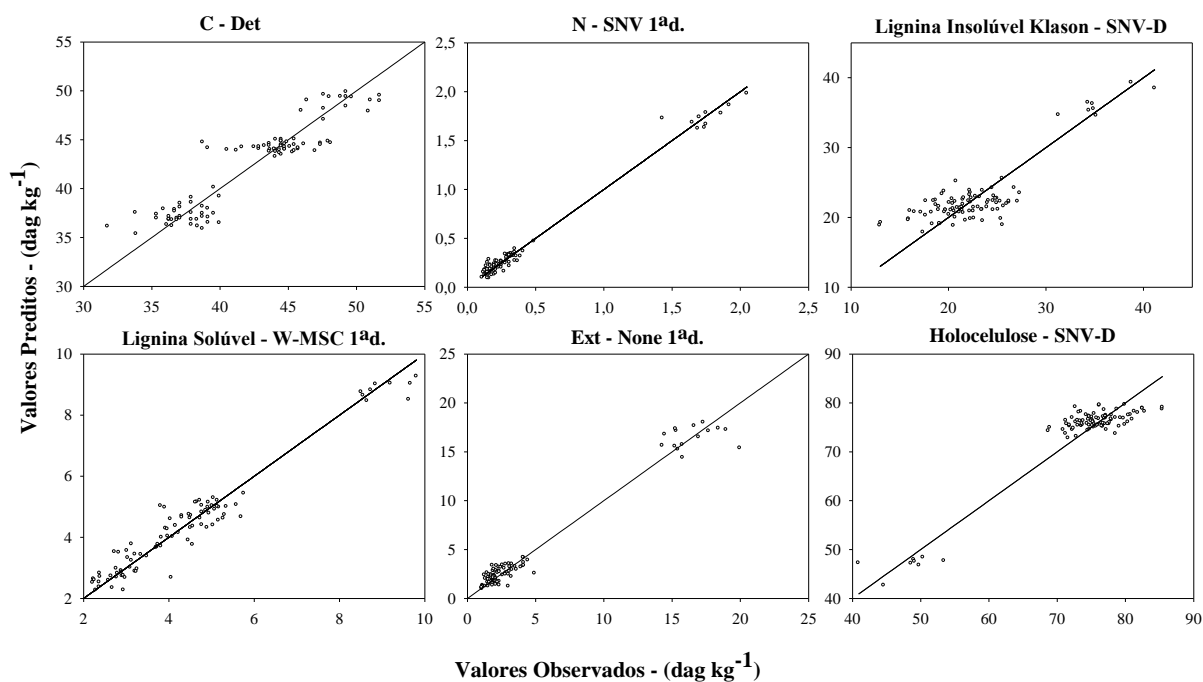 C - Det
N - SNV 1ªd.
Lignina Insolúvel Klason - SNV-D
55
50
45
40
35
30
30 35 40 45 50 55
2,5
2,0
1,5
1,0
0,5
0,0
0,0 0,5 1,0 1,5 2,0 2,5
40
30
20
10
10 20 30 40
Valores Preditos - (dag kg-1)
Lignina Solúvel - W-MSC 1ªd.
Ext - None 1ªd.
Holocelulose - SNV-D
10
8
6
4
2
2 4 6 8 10
25
20
15
10
5
0
0 5 10 15 20 25
90
80
70
60
50
40
40 50 60 70 80 90
Valores Observados - (dag kg-1)